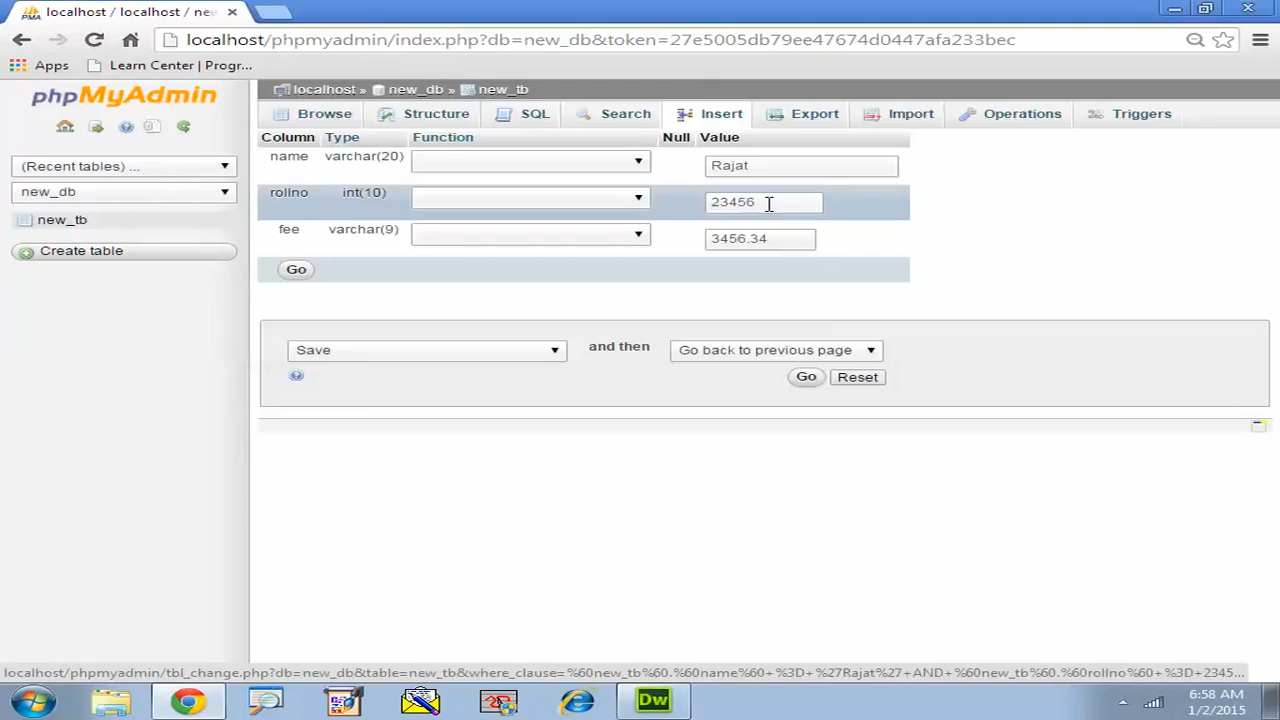 localhost / localhost / new_
localhost/phpmyadmin/index.php?db=new_db&token=27e5005db79ee47674d0447afa233bec
Apps Learn Center | Progr...
phpMyAdmin
localhost » new_db » new_tb
Browse Structure SQL Search Insert Export Import Operations Triggers
(Recent tables) ...
new_db
new_tb
Create table
Column Type Function Null Value
name varchar(20) Rajat
rollno int(10) 23456
fee varchar(9) 3456.34
Go
Save and then Go back to previous page
Go Reset
localhost/phpmyadmin/tbl_change.php?db=new_db&table=new_tb&where_clause=%60new_tb%60.%60name%60+%3D+%27Rajat%27+AND+%60new_tb%60.%60rollno%60+%3D+2345...
Dw
6:58 AM
1/2/2015